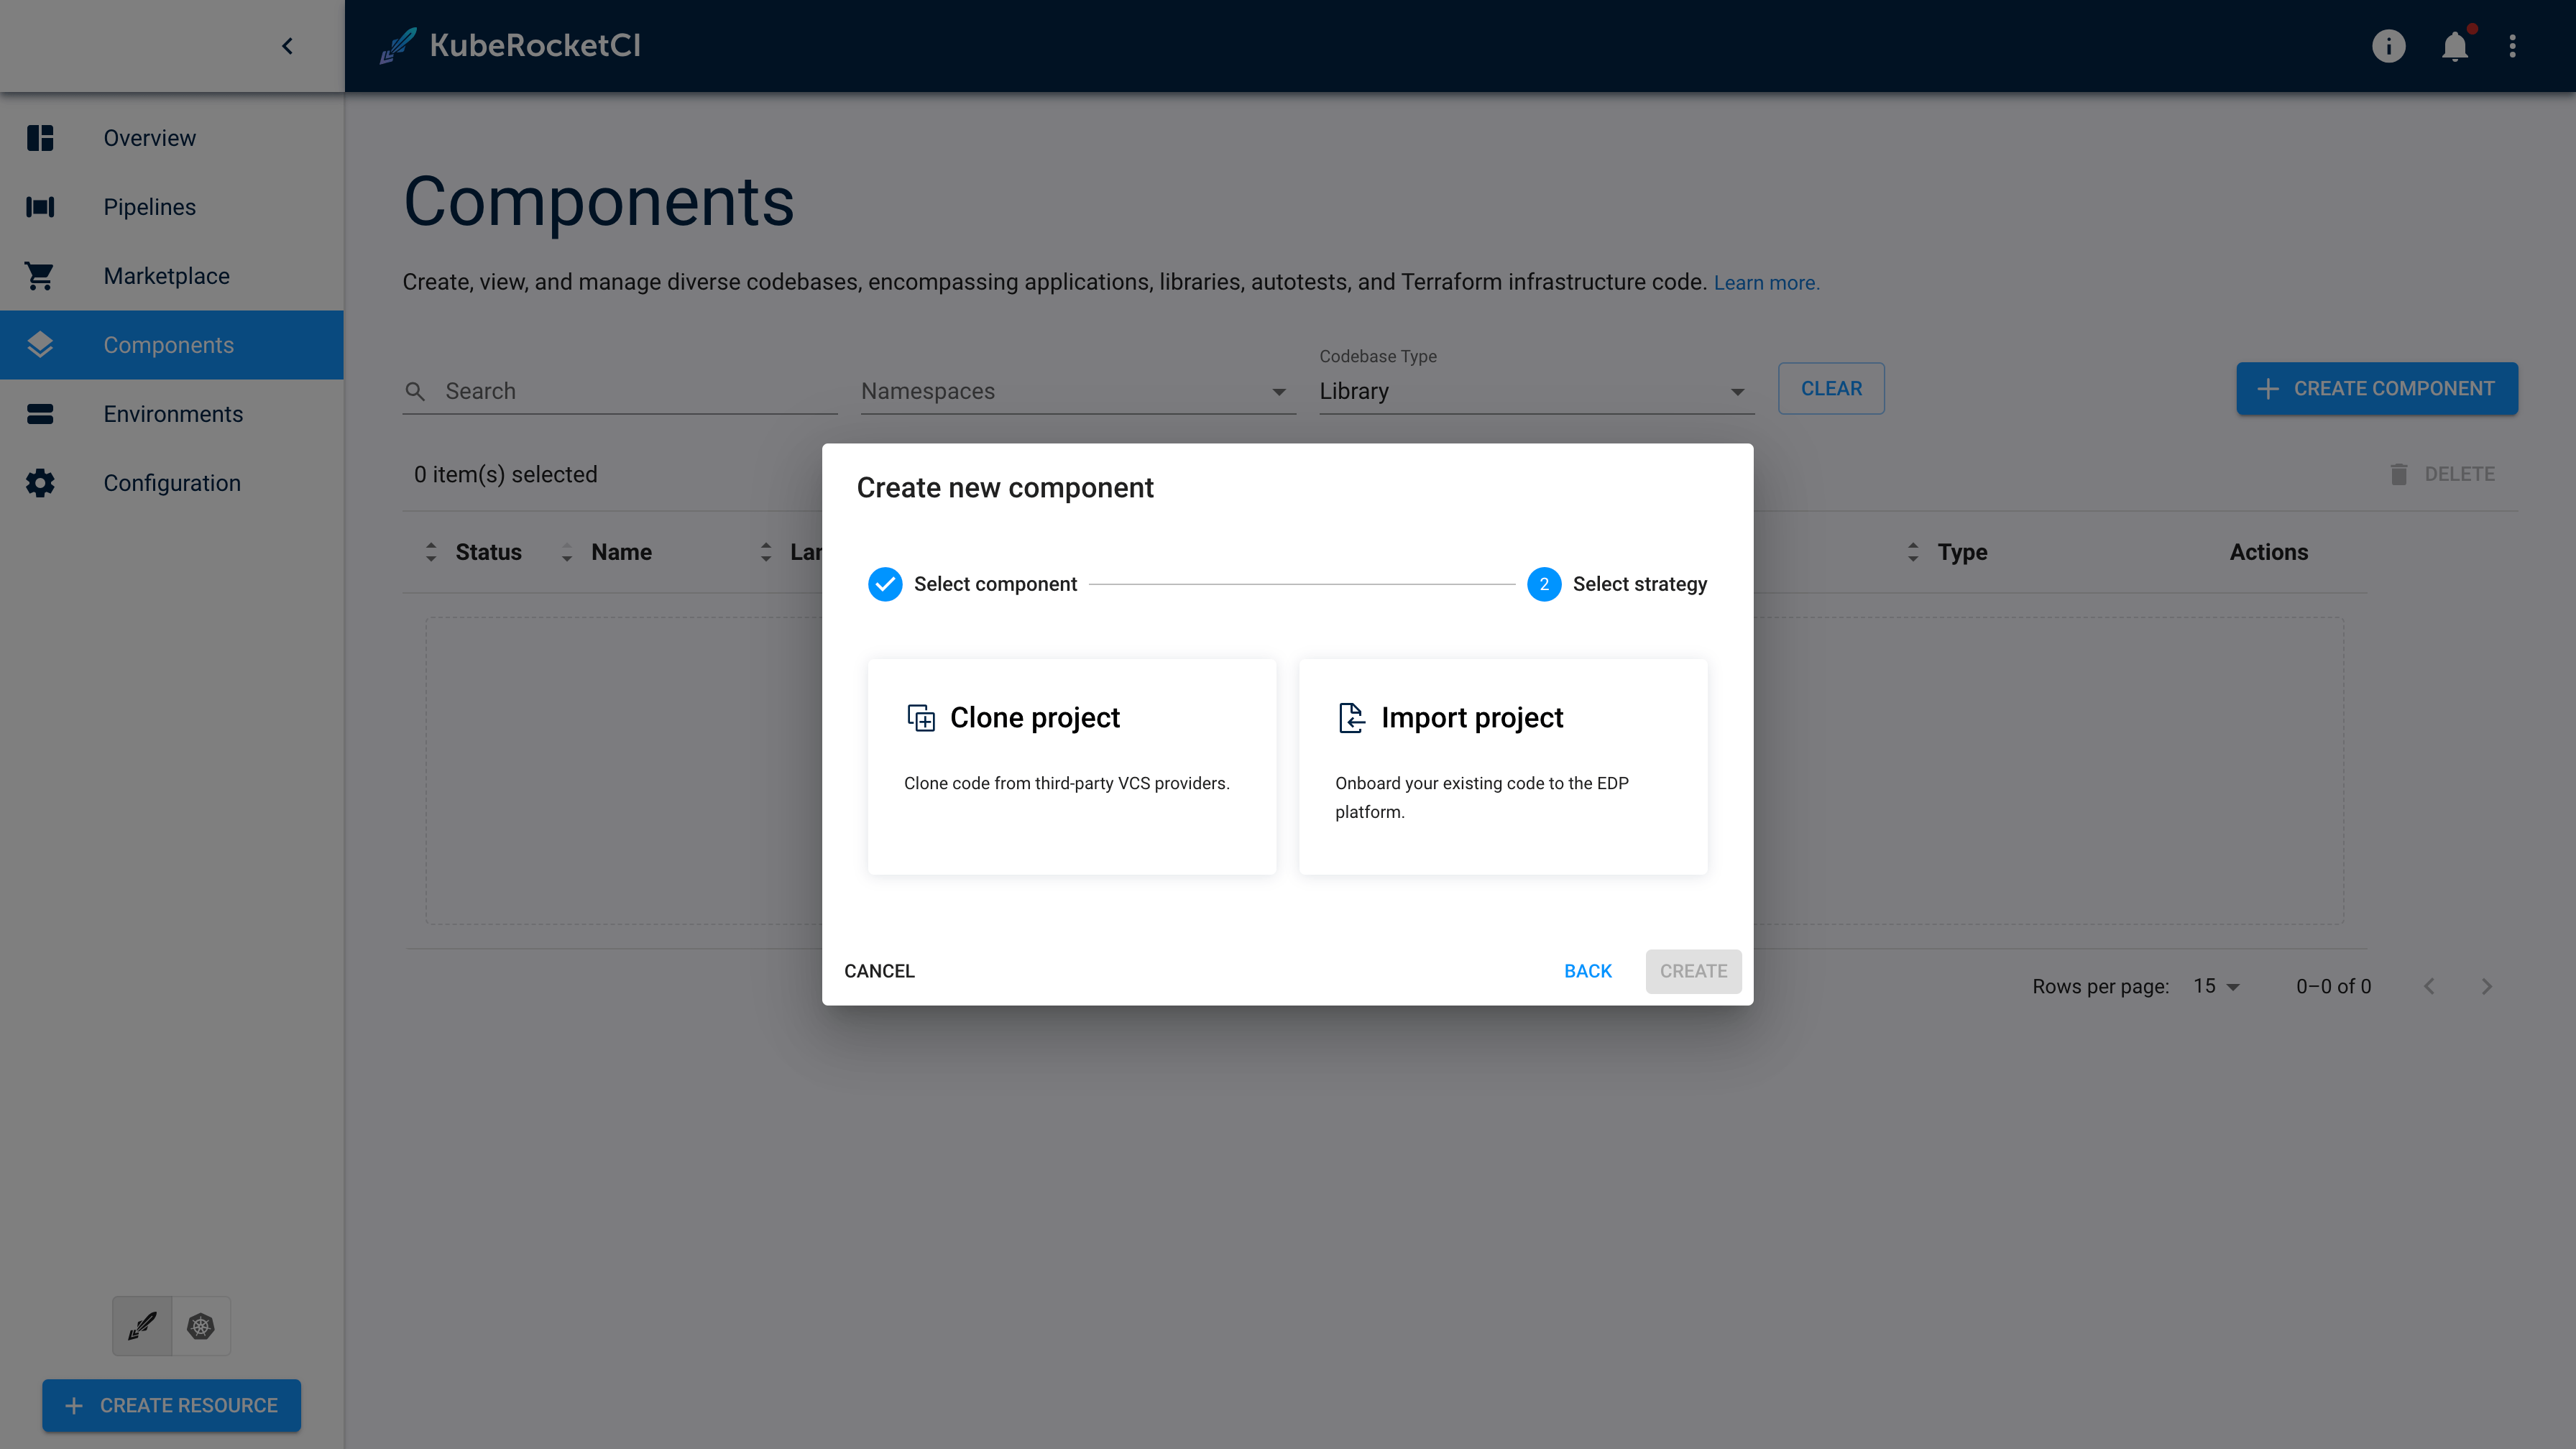 KubeRocketCI
Overview
Pipelines
Marketplace
Components
Environments
Configuration
CREATE RESOURCE
Components
Create, view, and manage diverse codebases, encompassing applications, libraries, autotests, and Terraform infrastructure code. Learn more.
Search
Namespaces
Codebase Type
Library
CLEAR
CREATE COMPONENT
0 item(s) selected
DELETE
Status
Name
Type
Actions
Create new component
Select component
2
Select strategy
Clone project
Clone code from third-party VCS providers.
Import project
Onboard your existing code to the EDP
platform.
CANCEL
BACK
CREATE
Rows per page:
15
0–0 of 0